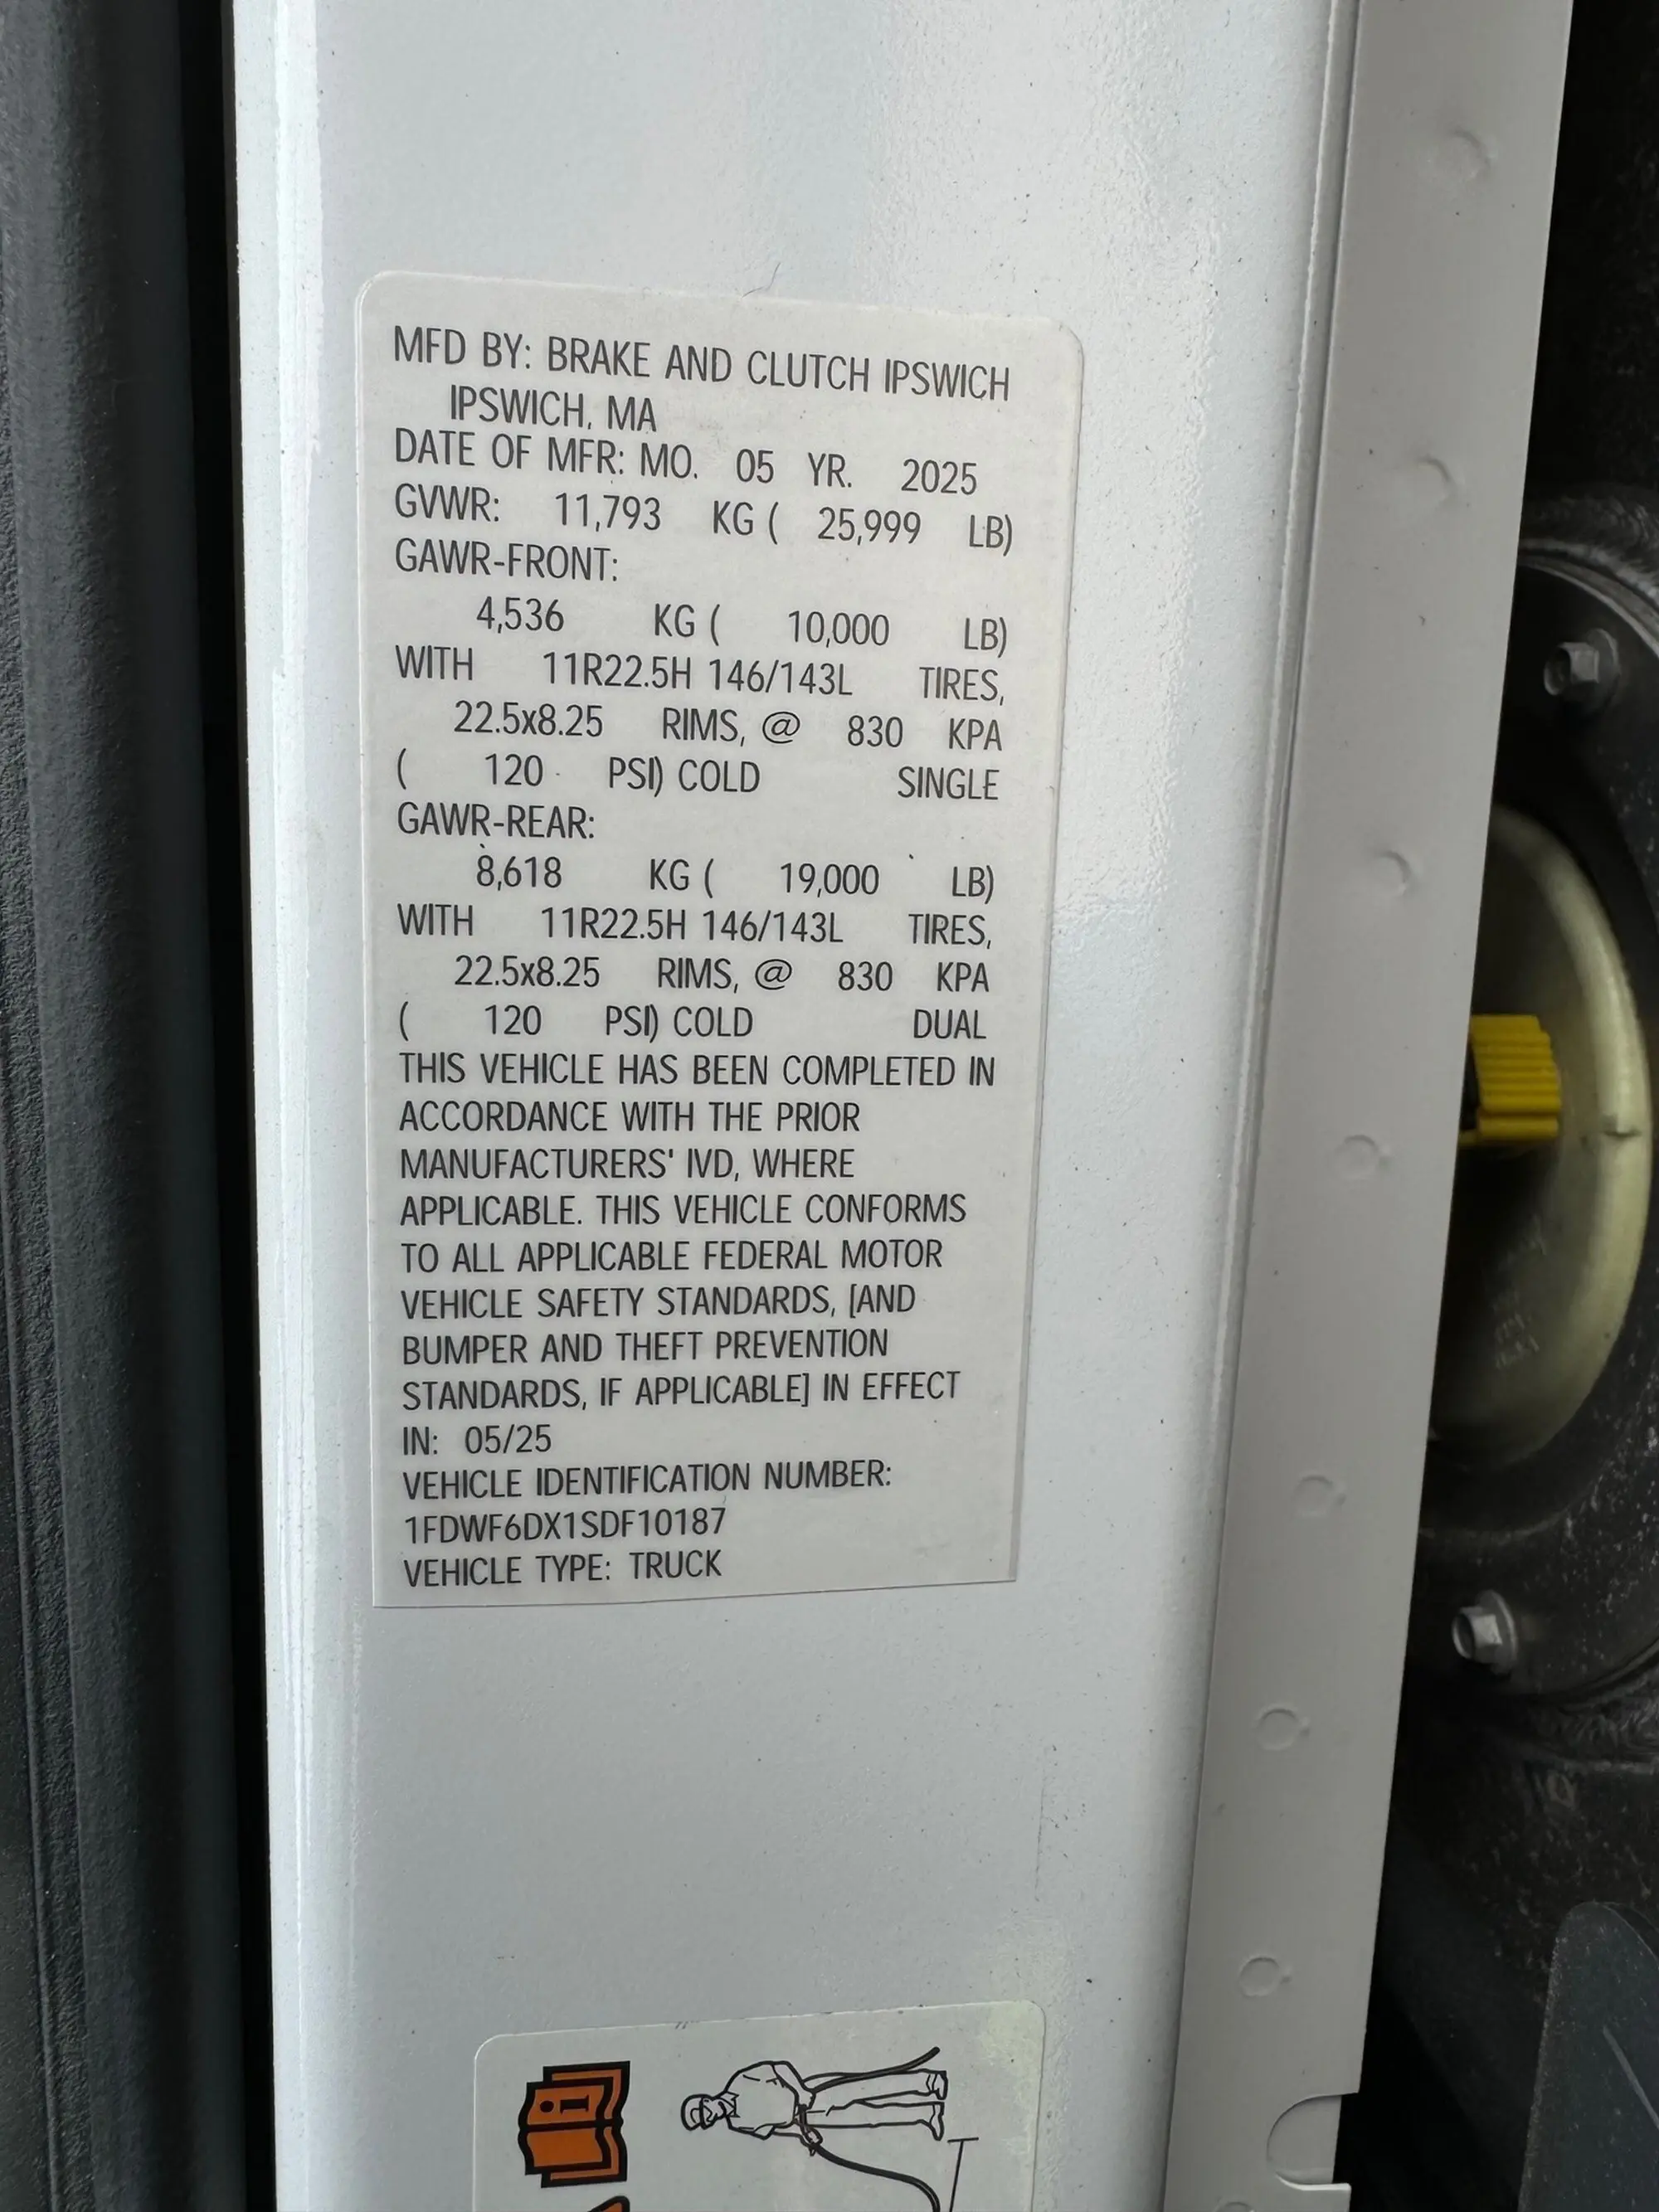 MFD BY: BRAKE AND CLUTCH IPSWICH
IPSWICH, MA
DATE OF MFR: MO. 05 YR. 2025
GVWR: 11,793 KG ( 25,999 LB)
GAWR-FRONT:
4,536 KG ( 10,000 LB)
WITH 11R22.5H 146/143L TIRES,
22.5x8.25 RIMS, @ 830 KPA
( 120 PSI) COLD SINGLE
GAWR-REAR:
8,618 KG ( 19,000 LB)
WITH 11R22.5H 146/143L TIRES,
22.5x8.25 RIMS, @ 830 KPA
( 120 PSI) COLD DUAL
THIS VEHICLE HAS BEEN COMPLETED IN
ACCORDANCE WITH THE PRIOR
MANUFACTURERS' IVD, WHERE
APPLICABLE. THIS VEHICLE CONFORMS
TO ALL APPLICABLE FEDERAL MOTOR
VEHICLE SAFETY STANDARDS, [AND
BUMPER AND THEFT PREVENTION
STANDARDS, IF APPLICABLE] IN EFFECT
IN: 05/25
VEHICLE IDENTIFICATION NUMBER:
1FDWF6DX1SDF10187
VEHICLE TYPE: TRUCK